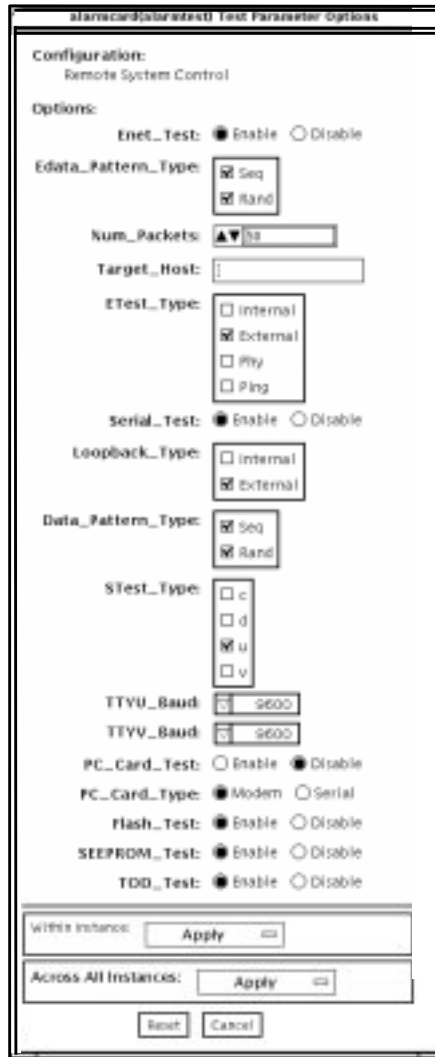 alarmcard(alarmtest) Test Parameter Options
Configuration:
Remote System Control
Options:
Enet_Test: Enable Disable
Edata_Pattern_Type: Seq
Rand
Num_Packets:
Target_Host:
ETest_Type: Internal
External
Phy
Ping
Serial_Test: Enable Disable
Loopback_Type: Internal
External
Data_Pattern_Type: Seq
Rand
STest_Type: c
d
u
v
TTYU_Baud: 9600
TTYV_Baud: 9600
PC_Card_Test: Enable Disable
PC_Card_Type: Modem Serial
Flash_Test: Enable Disable
SEEPROM_Test: Enable Disable
TOD_Test: Enable Disable
Within Instance: Apply
Across All Instances: Apply
Reset Cancel